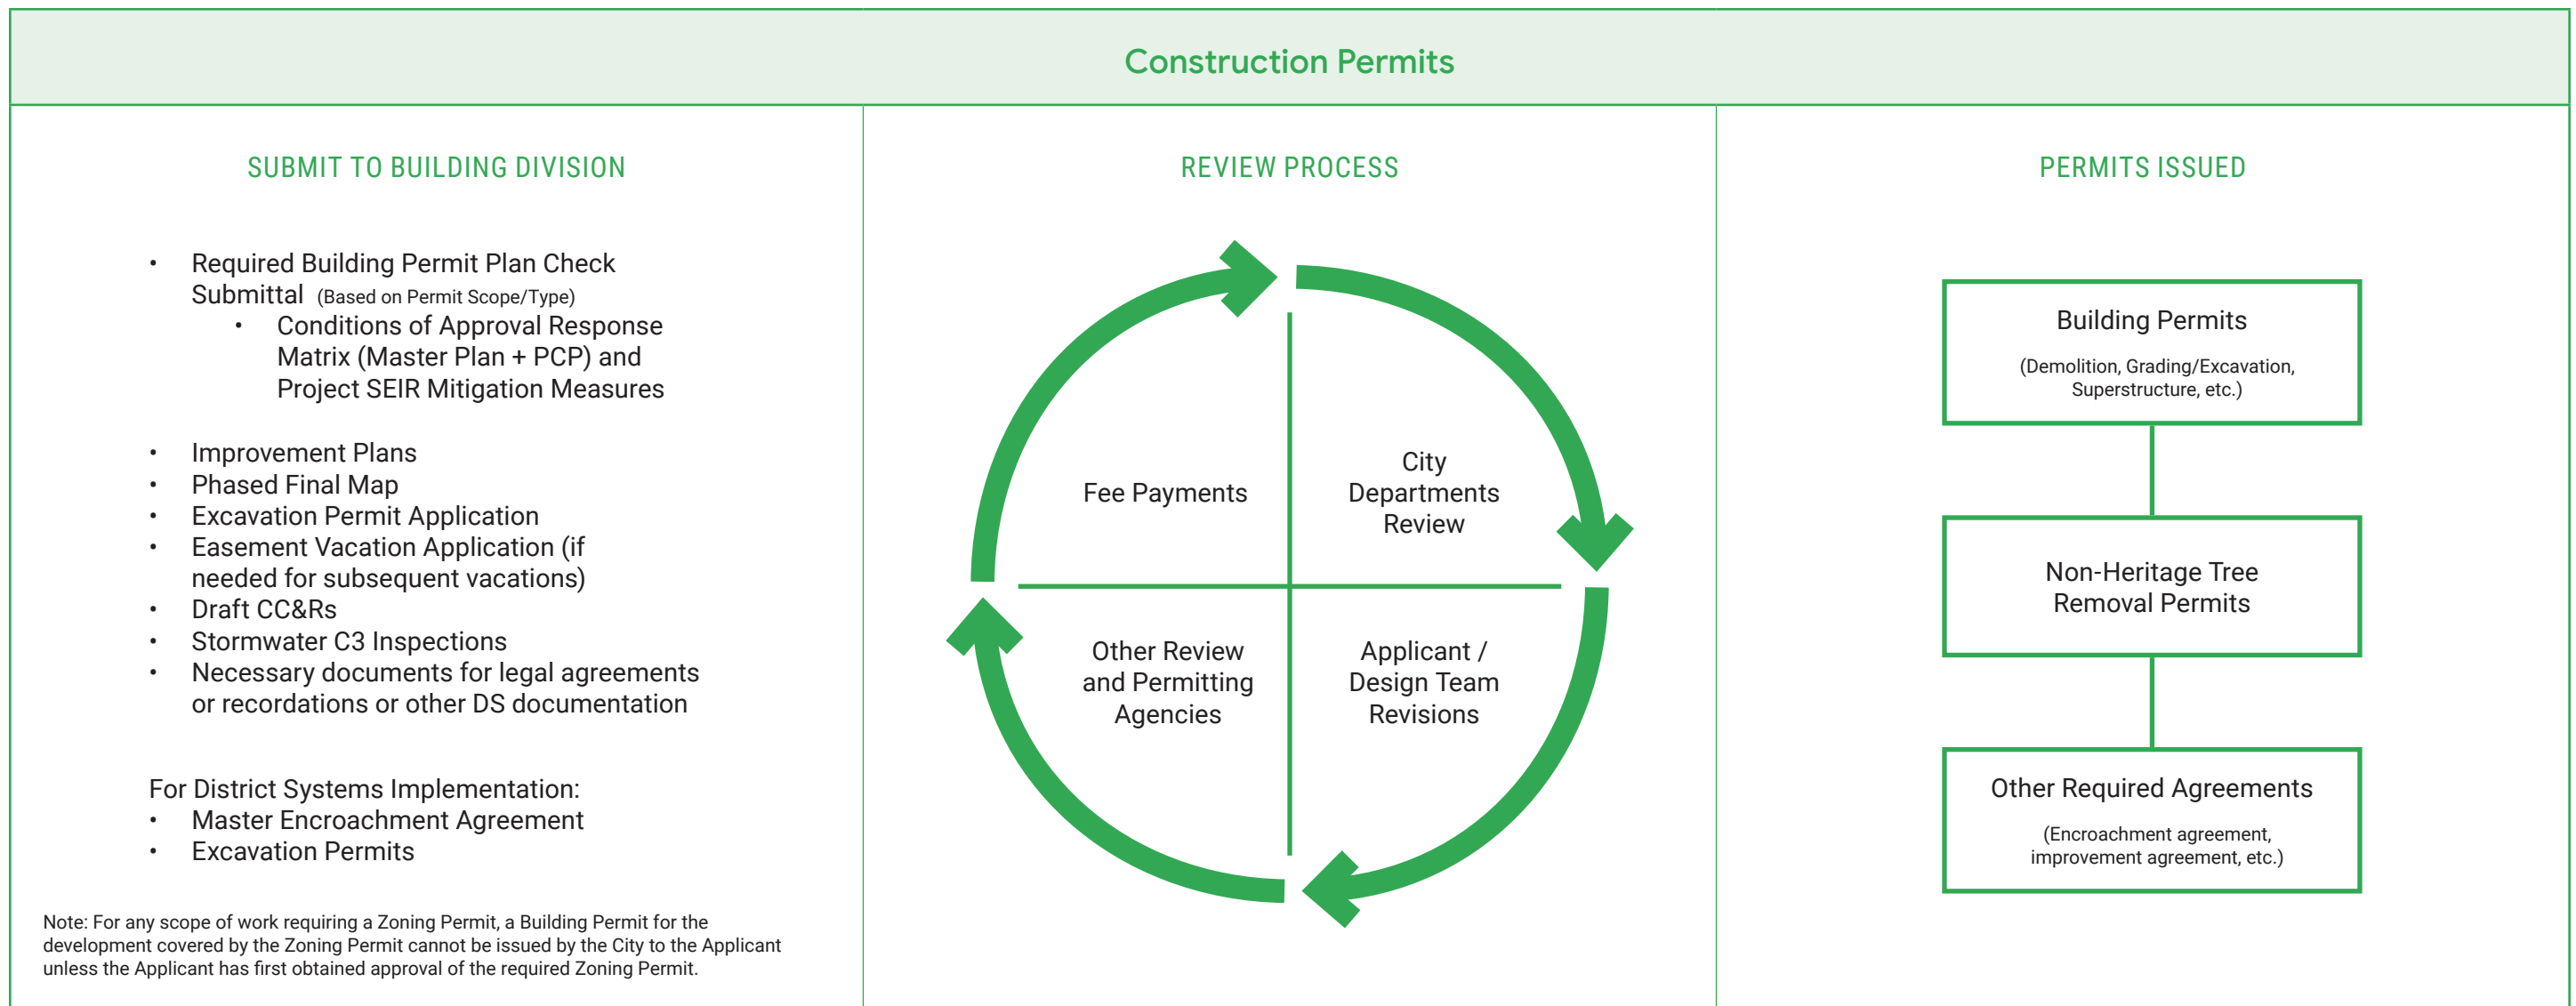 Construction Permits
SUBMIT TO BUILDING DIVISION
• Required Building Permit Plan Check
Submittal (Based on Permit Scope/Type)
• Conditions of Approval Response
Matrix (Master Plan + PCP) and
Project SEIR Mitigation Measures
• Improvement Plans
• Phased Final Map
• Excavation Permit Application
• Easement Vacation Application (if
needed for subsequent vacations)
• Draft CC&Rs
• Stormwater C3 Inspections
• Necessary documents for legal agreements
or recordations or other DS documentation
For District Systems Implementation:
• Master Encroachment Agreement
• Excavation Permits
Note: For any scope of work requiring a Zoning Permit, a Building Permit for the
development covered by the Zoning Permit cannot be issued by the City to the Applicant
unless the Applicant has first obtained approval of the required Zoning Permit.
REVIEW PROCESS
Fee Payments
City
Departments
Review
Other Review
and Permitting
Agencies
Applicant /
Design Team
Revisions
PERMITS ISSUED
Building Permits
(Demolition, Grading/Excavation,
Superstructure, etc.)
Non-Heritage Tree
Removal Permits
Other Required Agreements
(Encroachment agreement,
improvement agreement, etc.)